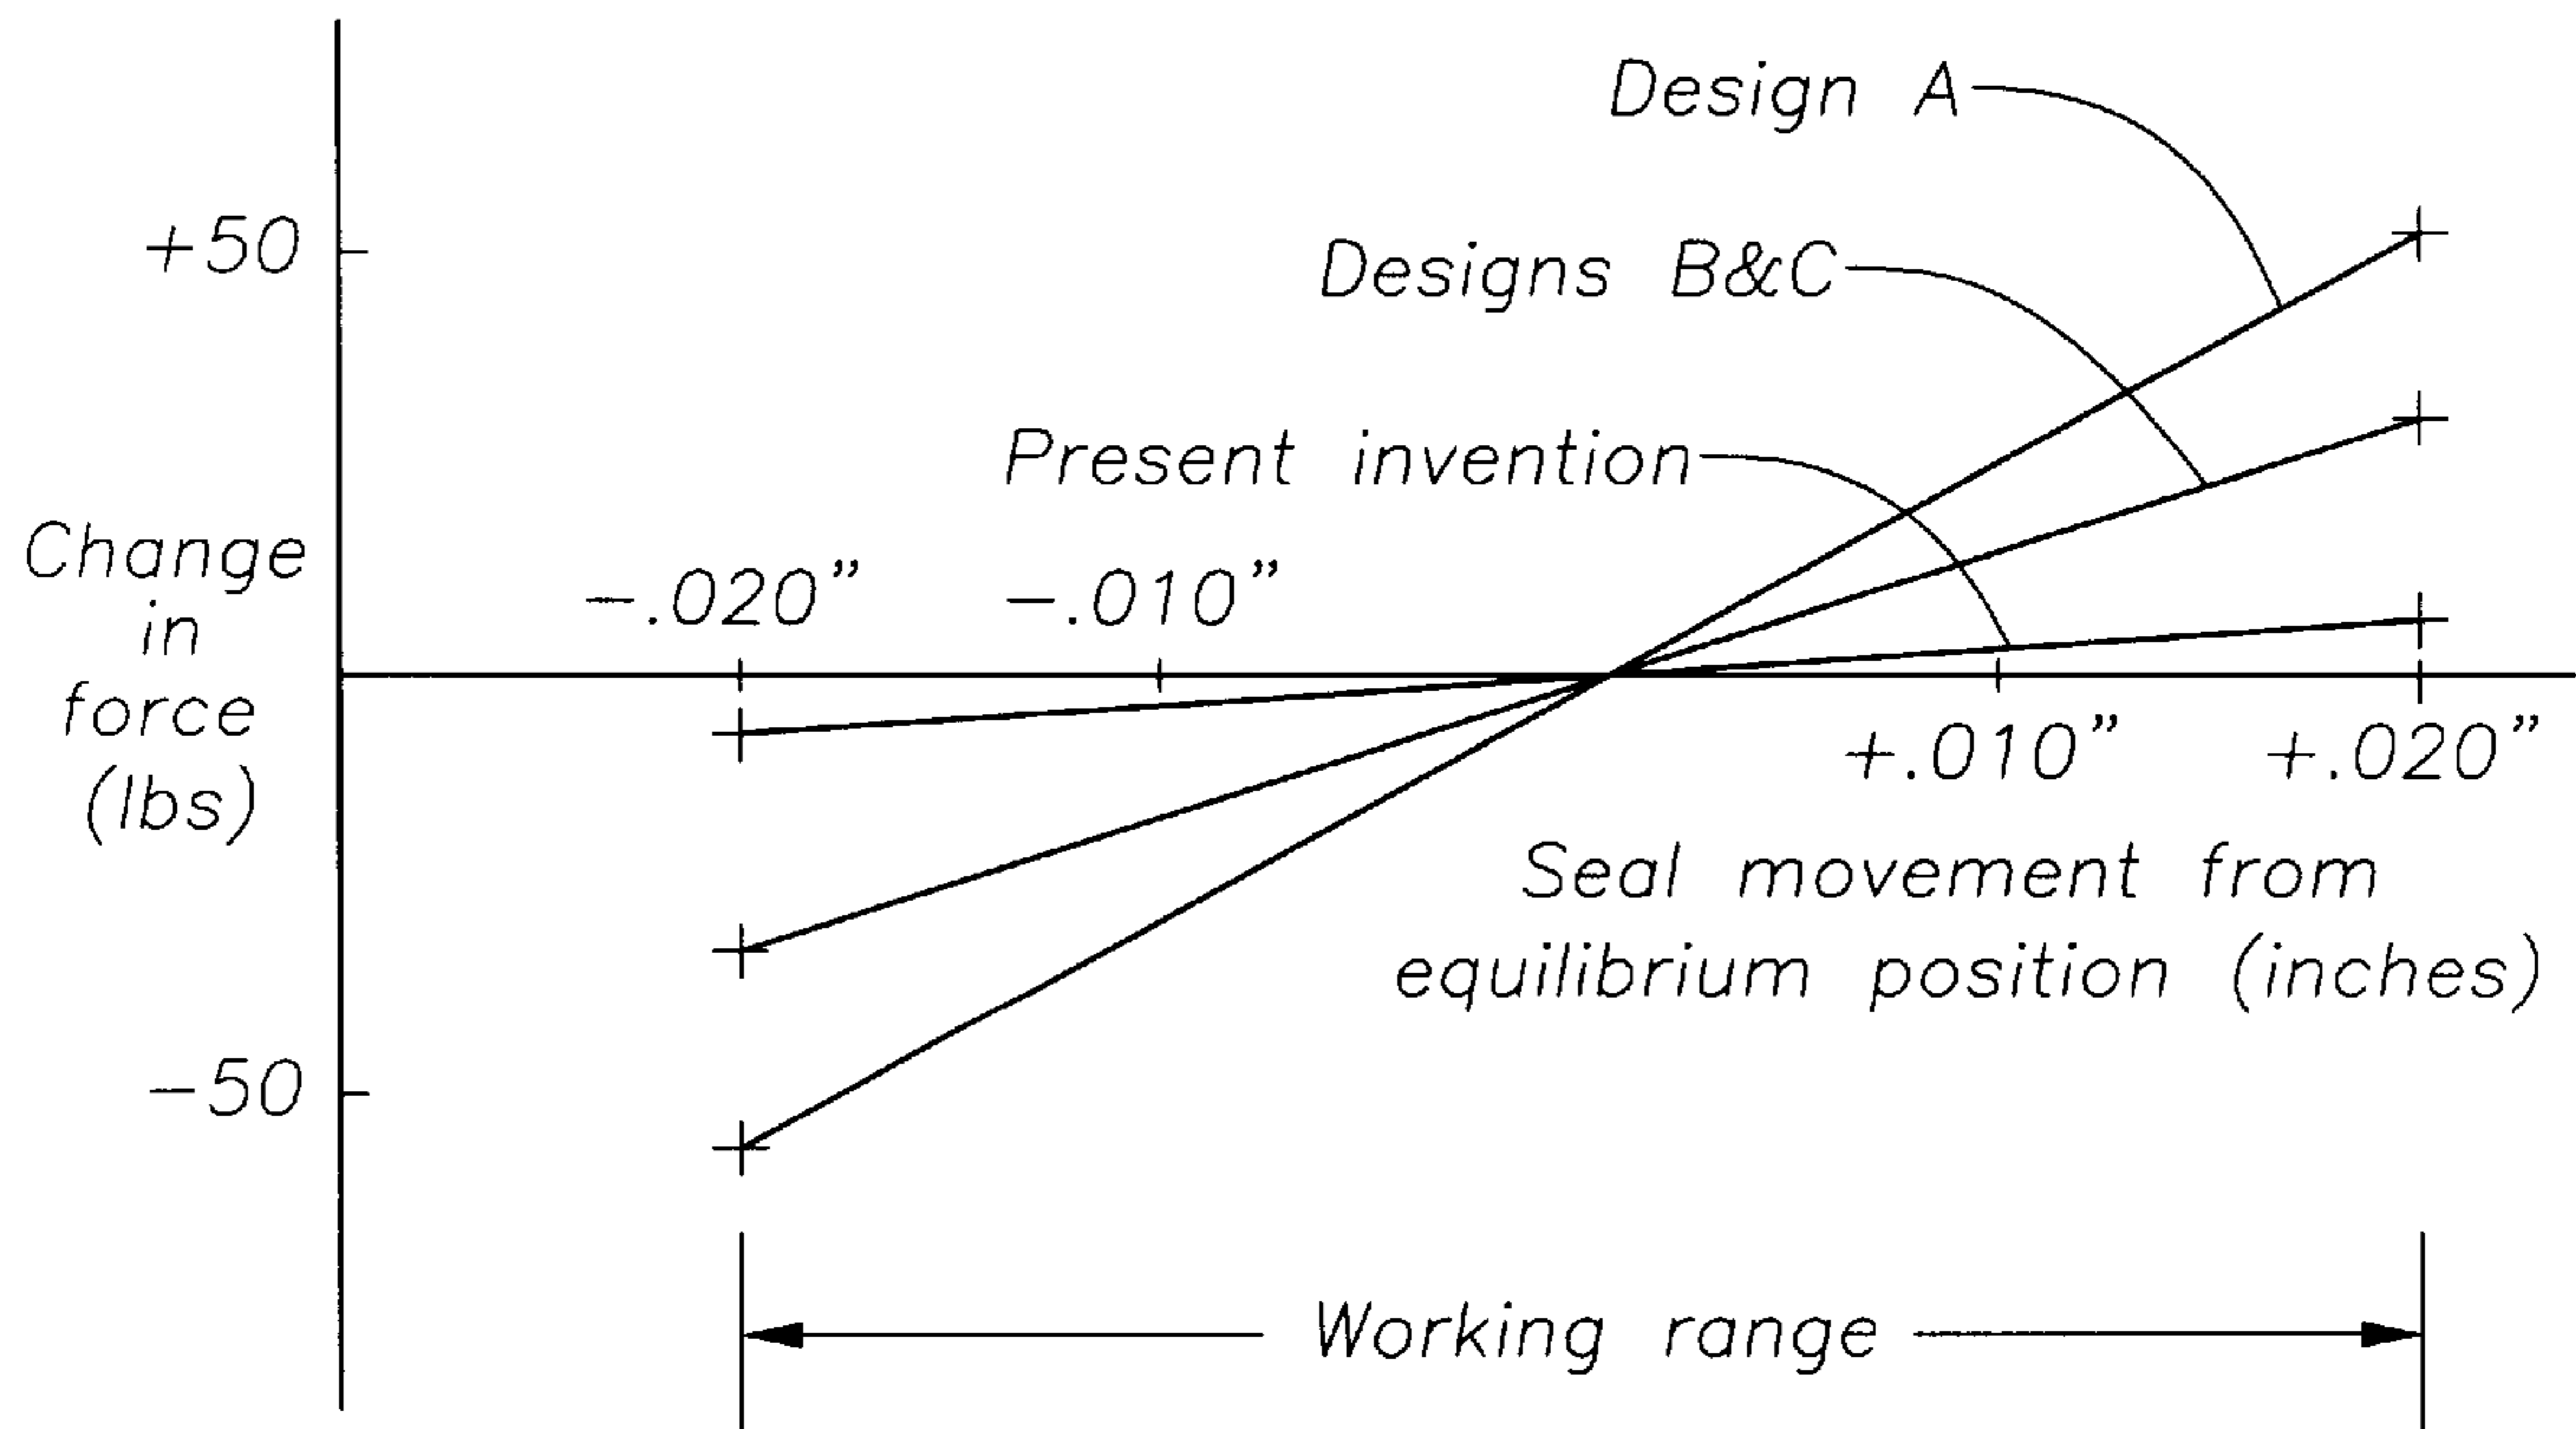 Design A
+50
Designs B&C
Present invention
Change
in
force
(lbs)
-.020”
-.010”
+.010”
+.020”
Seal movement from
equilibrium position (inches)
-50
Working range